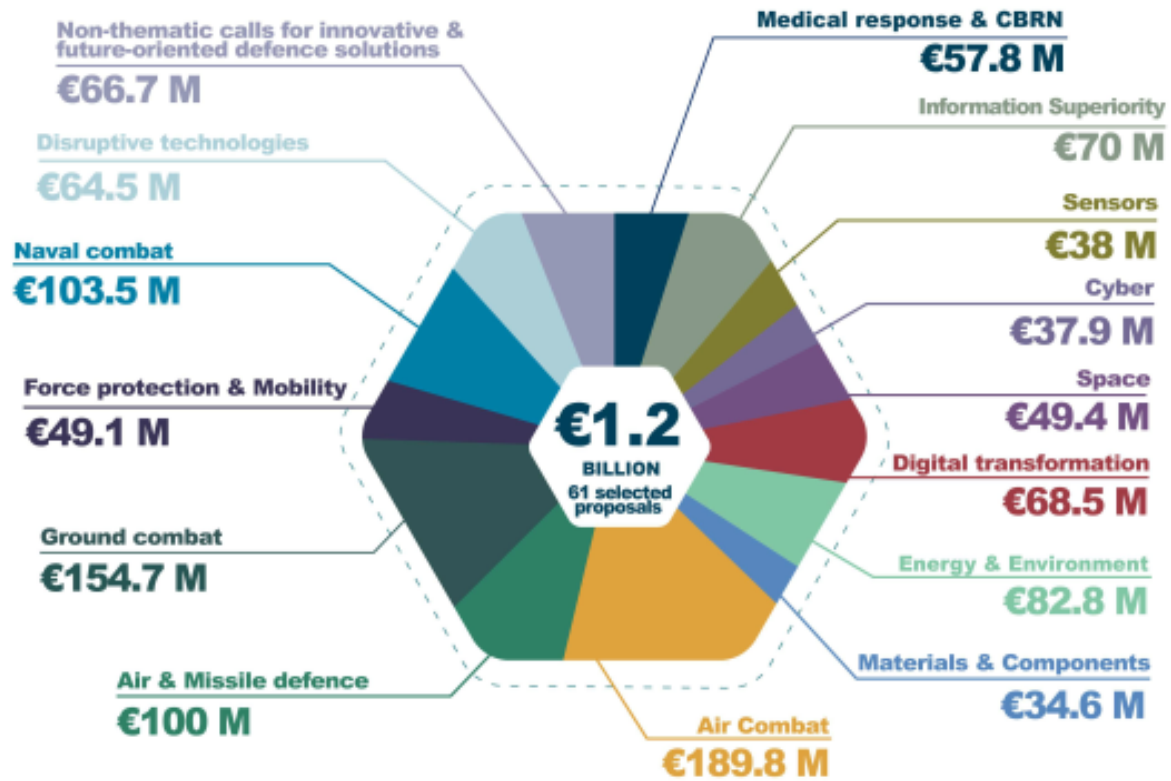 Non-thematic calls for innovative &
future-oriented defence solutions
€66.7 M
Disruptive technologies
€64.5 M
Naval combat
€103.5 M
Force protection & Mobility
€49.1 M
Ground combat
€154.7 M
Air & Missile defence
€100 M
Medical response & CBRN
€57.8 M
Information Superiority
€70 M
Sensors
€38 M
Cyber
€37.9 M
Space
€49.4 M
Digital transformation
€68.5 M
Energy & Environment
€82.8 M
Materials & Components
€34.6 M
Air Combat
€189.8 M
€1.2
BILLION
61 selected
proposals